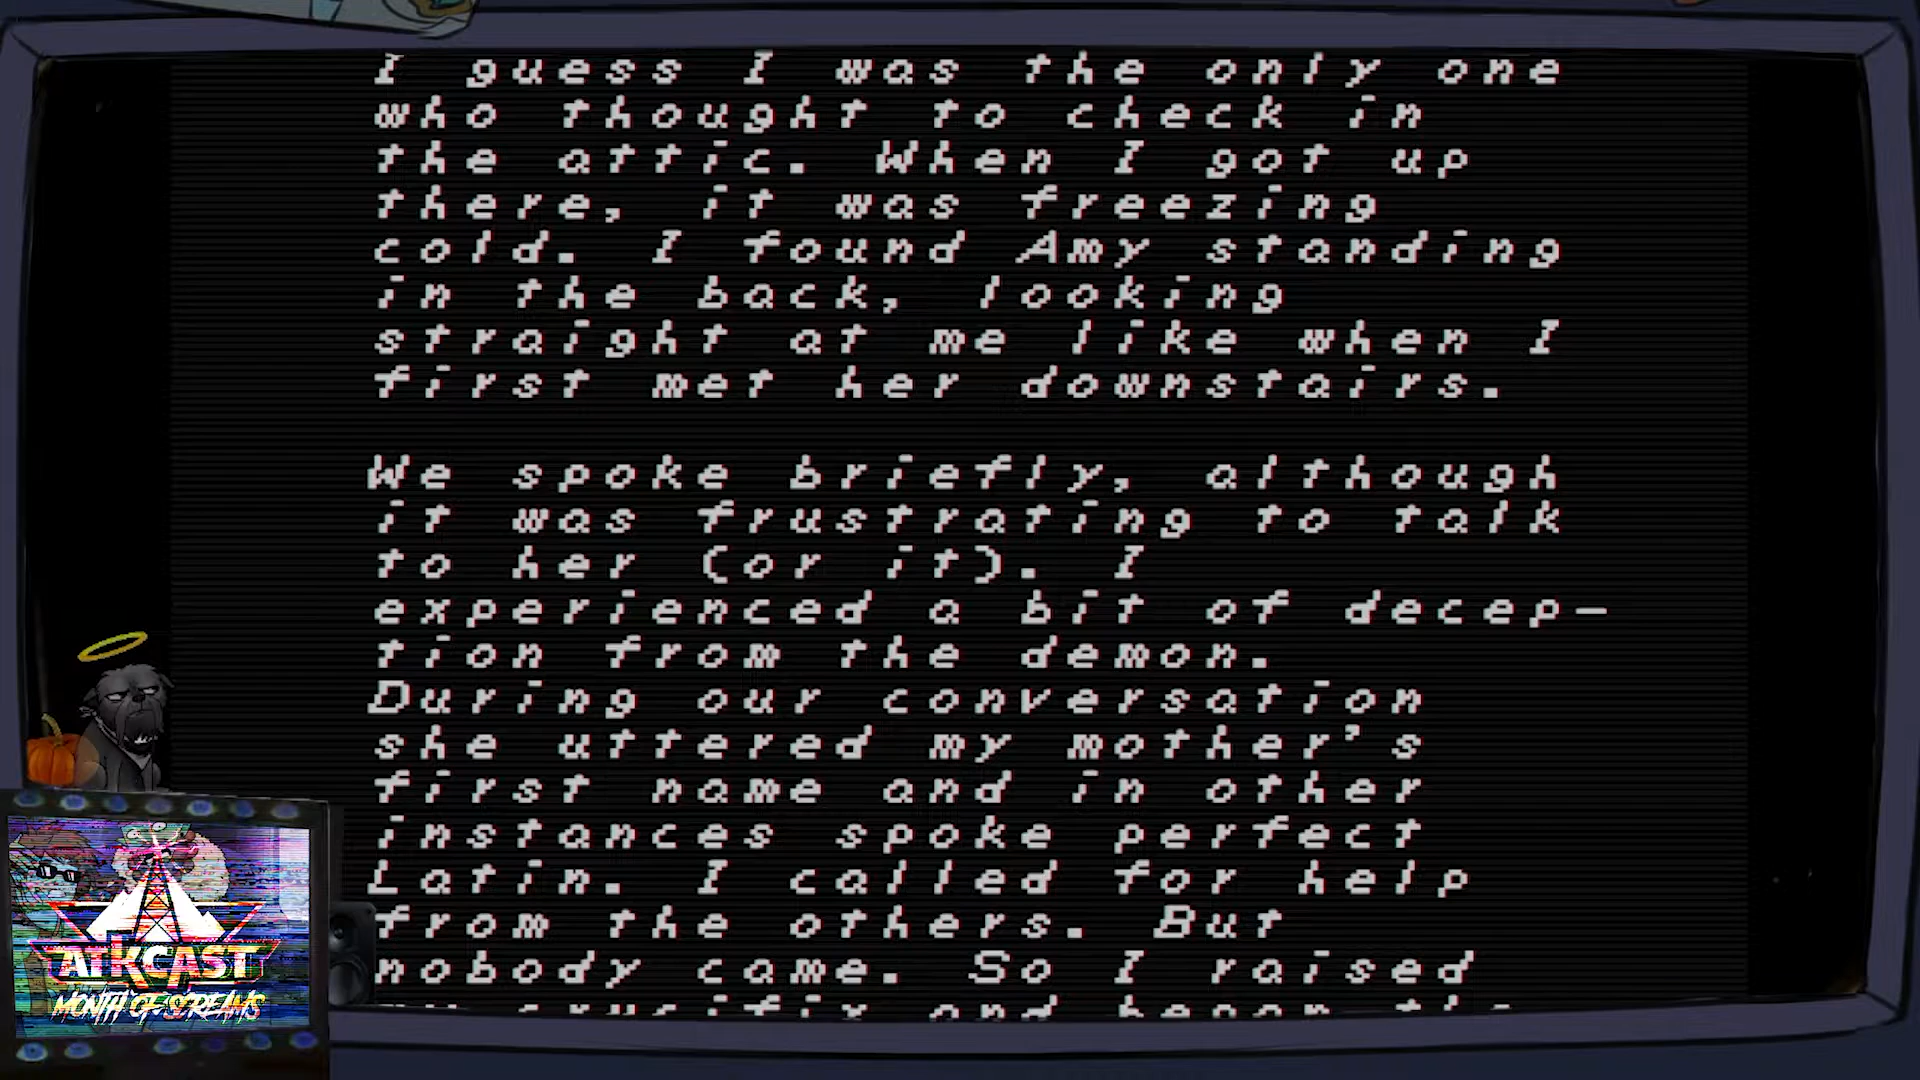 I guess I was the only one
who thought to check in
the attic. When I got up
there, it was freezing
cold. I found Amy standing
in the back, looking
straight at me like when I
first met her downstairs.
We spoke briefly, although
it was frustrating to talk
to her (or it). I
experienced a bit of decep-
tion from the demon.
During our conversation
she uttered my mother's
first name and in other
instances spoke perfect
Latin. I called for help
from the others. But
nobody came. So I raised
my crucifix and began
ATKCAST
MONTH OF SCREAMS